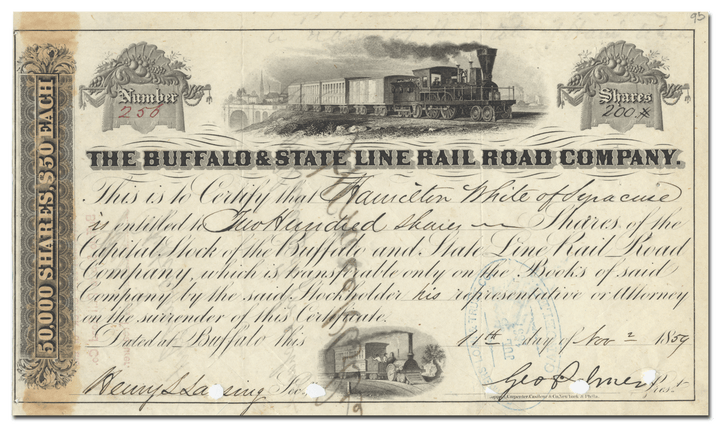 95
Number
256
Shares
200
50,000 SHARES, $50 EACH
THE BUFFALO & STATE LINE RAIL ROAD COMPANY.
This is to Certify that Hamilton White of Syracuse
is entitled to Two Hundred shares Shares of the
Capital Stock of the Buffalo and State Line Rail Road
Company, which is transferable only on the Books of said
Company by the said Stockholder his representative or Attorney
on the surrender of this Certificate.
Dated at Buffalo this 11th day of Nov 1859
Henry L Lansing
Geo Palmer Pres.t